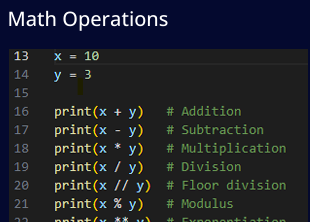 Math Operations
13 x = 10
14 y = 3
15
16 print(x + y) # Addition
17 print(x - y) # Subtraction
18 print(x * y) # Multiplication
19 print(x / y) # Division
20 print(x // y) # Floor division
21 print(x % y) # Modulus
22 print(x ** y) # Exponentiation